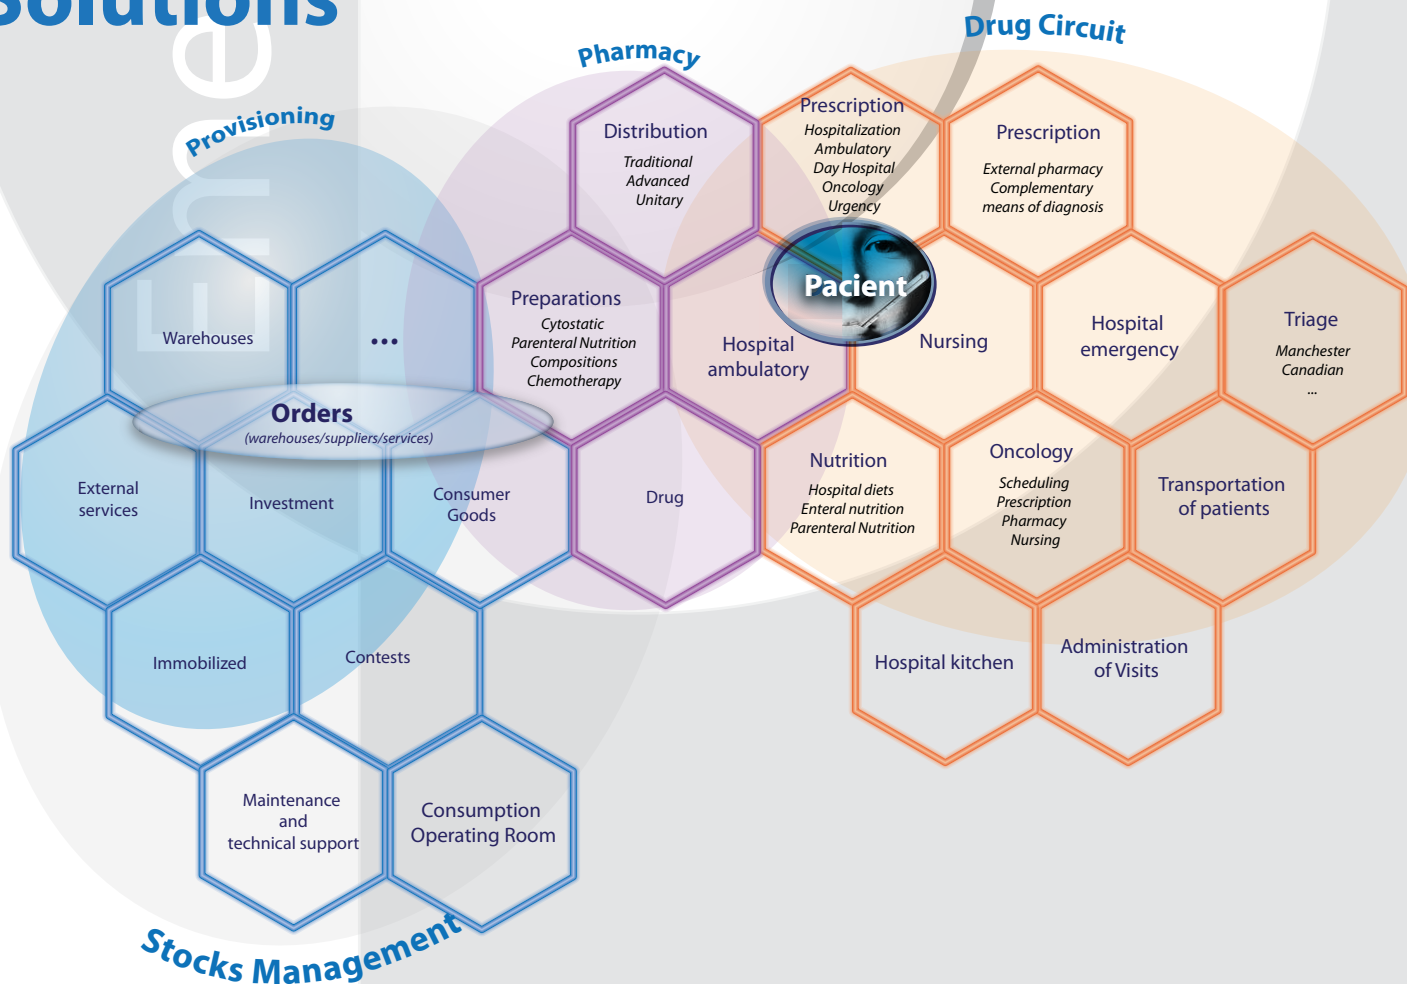 Solutions
Eme
Drug Circuit
Pharmacy
Provisioning
Distribution
Traditional
Advanced
Unitary
Prescription
Hospitalization
Ambulatory
Day Hospital
Oncology
Urgency
Prescription
External pharmacy
Complementary
means of diagnosis
Warehouses
...
Preparations
Cytostatic
Parenteral Nutrition
Compositions
Chemotherapy
Hospital
ambulatory
Pacient
Nursing
Hospital
emergency
Triage
Manchester
Canadian
...
Orders
(warehouses/suppliers/services)
External
services
Investment
Consumer
Goods
Drug
Nutrition
Hospital diets
Enteral nutrition
Parenteral Nutrition
Oncology
Scheduling
Prescription
Pharmacy
Nursing
Transportation
of patients
Immobilized
Contests
Hospital kitchen
Administration
of Visits
Maintenance
and
technical support
Consumption
Operating Room
Stocks Management